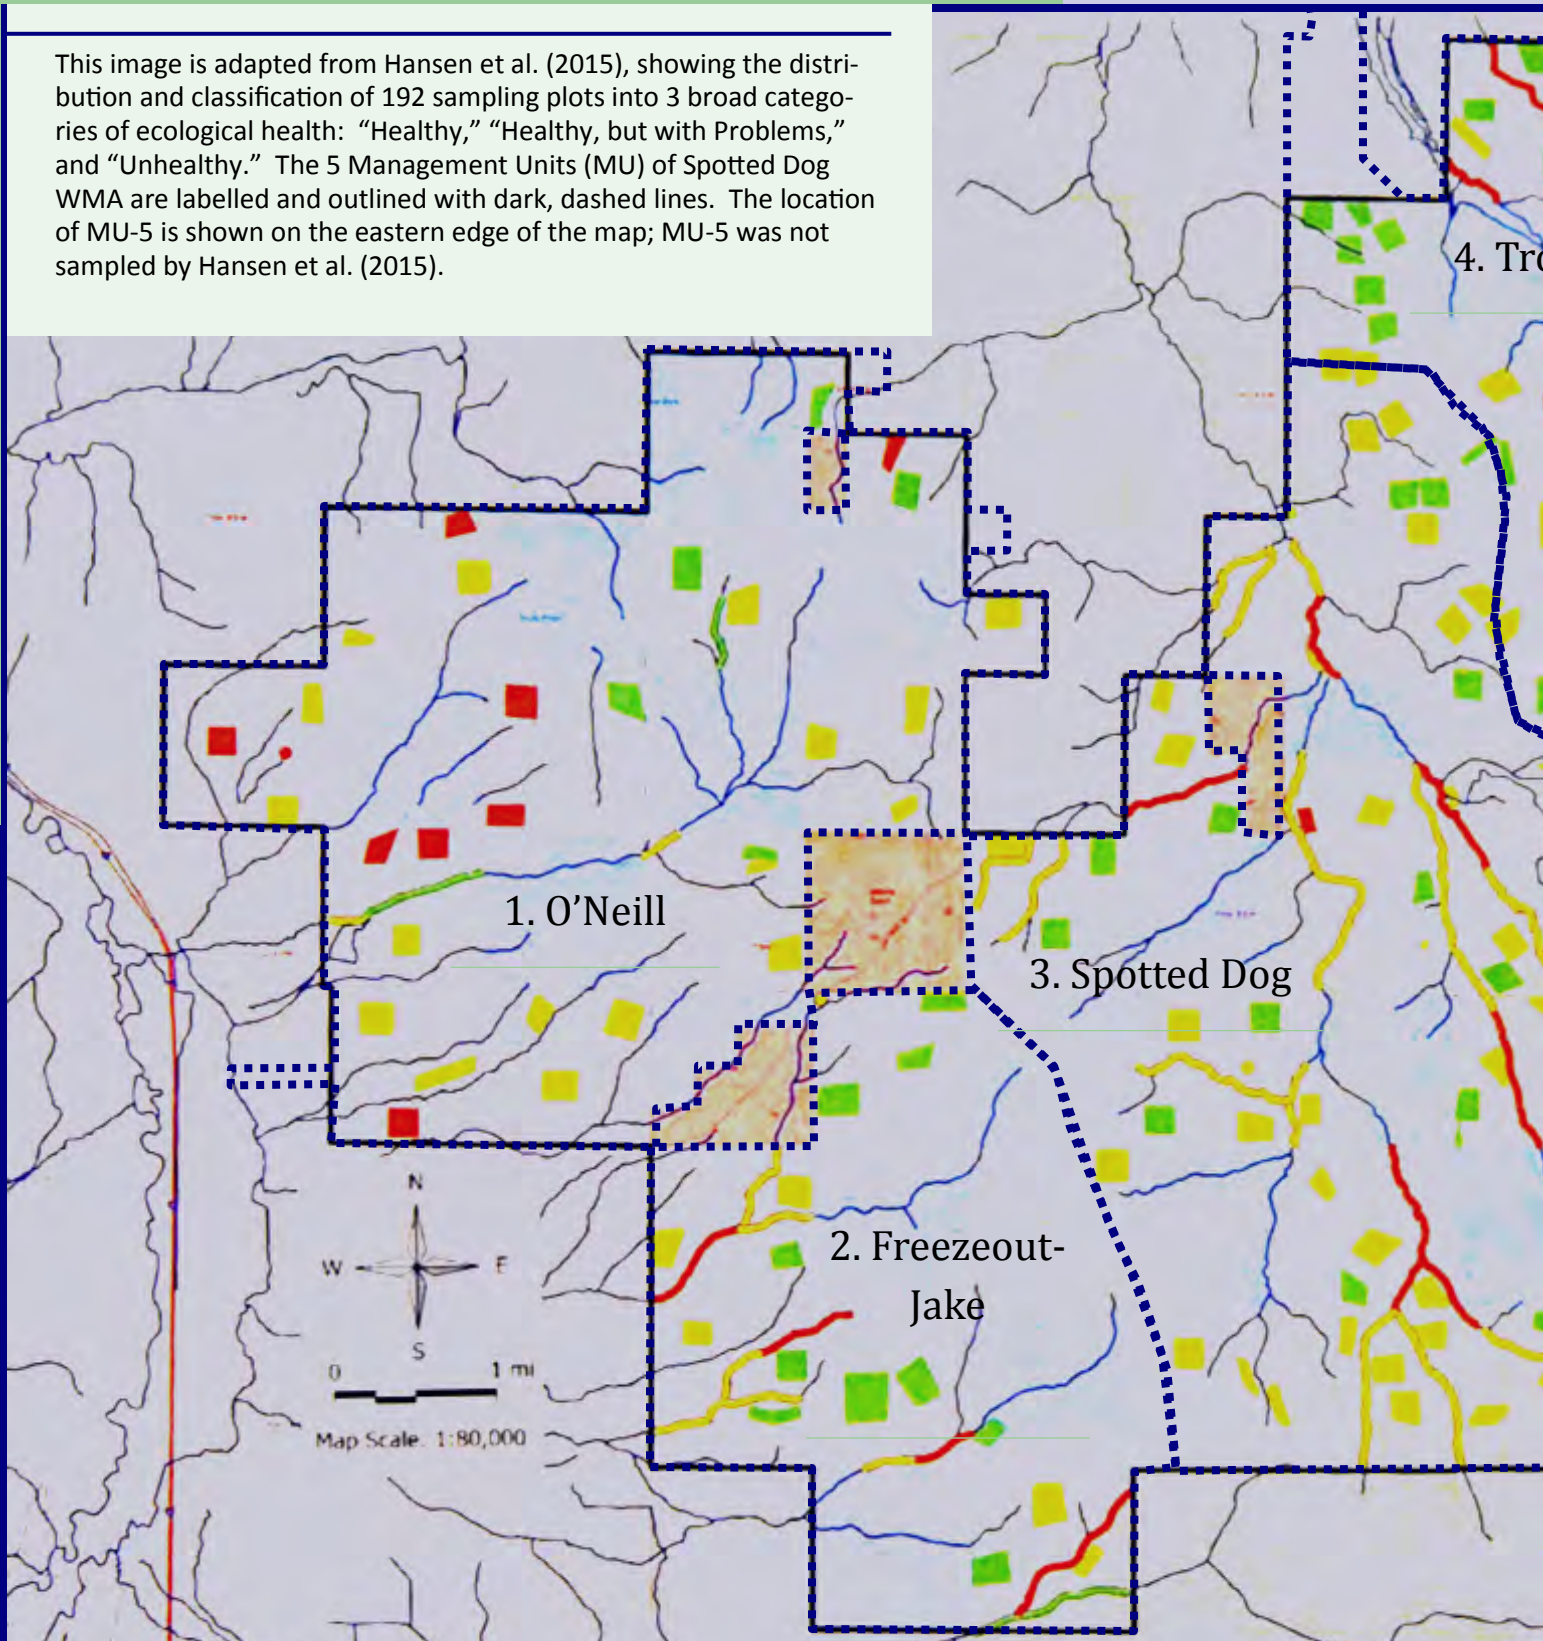 This image is adapted from Hansen et al. (2015), showing the distri-
bution and classification of 192 sampling plots into 3 broad catego-
ries of ecological health:  “Healthy,” “Healthy, but with Problems,”
and “Unhealthy.”  The 5 Management Units (MU) of Spotted Dog
WMA are labelled and outlined with dark, dashed lines.  The location
of MU-5 is shown on the eastern edge of the map; MU-5 was not
sampled by Hansen et al. (2015).
4. Tro
1. O’Neill
3. Spotted Dog
2. Freezeout-
Jake
N
W
E
S
0
1 mi
Map Scale: 1:80,000